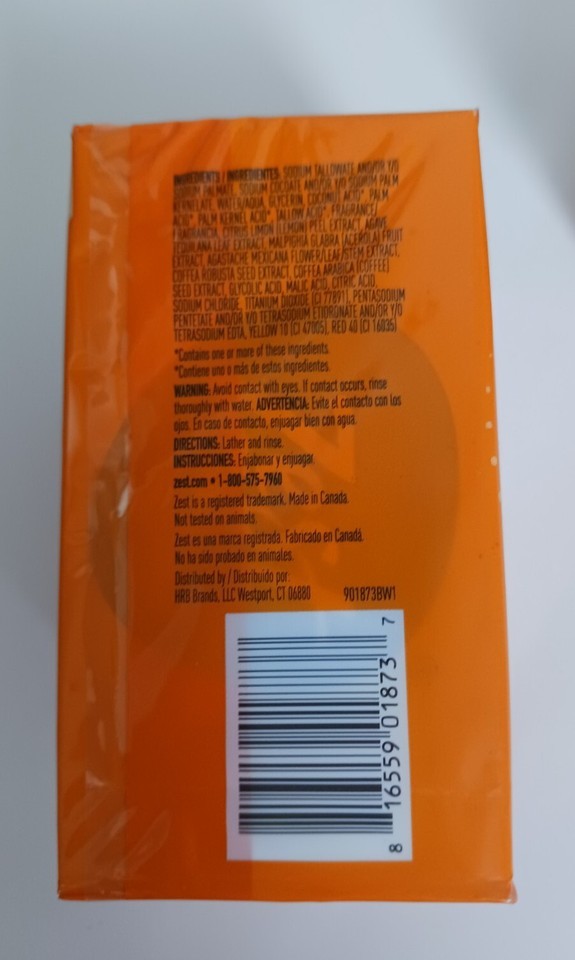 INGREDIENTS / INGREDIENTES: SODIUM TALLOWATE AND/OR Y/O
SODIUM PALMATE, SODIUM COCOATE AND/OR Y/O SODIUM PALM
KERNELATE, WATER/AQUA, GLYCERIN, COCONUT ACID*, PALM
ACID*, PALM KERNEL ACID*, TALLOW ACID*, FRAGRANCE/
FRAGRANCIA, CITRUS LIMON (LEMON) PEEL EXTRACT, AGAVE
TEQUILANA LEAF EXTRACT, MALPIGHIA GLABRA (ACEROLA) FRUIT
EXTRACT, AGASTACHE MEXICANA FLOWER/LEAF/STEM EXTRACT,
COFFEA ROBUSTA SEED EXTRACT, COFFEA ARABICA (COFFEE)
SEED EXTRACT, GLYCOLIC ACID, MALIC ACID, CITRIC ACID,
SODIUM CHLORIDE, TITANIUM DIOXIDE (CI 77891), PENTASODIUM
PENTETATE AND/OR Y/O TETRASODIUM ETIDRONATE AND/OR Y/O
TETRASODIUM EDTA, YELLOW 10 (CI 47005), RED 40 (CI 16035)
*Contains one or more of these ingredients.
*Contiene uno o más de estos ingredientes.
WARNING: Avoid contact with eyes. If contact occurs, rinse
thoroughly with water. ADVERTENCIA: Evite el contacto con los
ojos. En caso de contacto, enjuagar bien con agua.
DIRECTIONS: Lather and rinse.
INSTRUCCIONES: Enjabonar y enjuagar.
zest.com • 1-800-575-7960
Zest is a registered trademark. Made in Canada.
Not tested on animals.
Zest es una marca registrada. Fabricado en Canadá.
No ha sido probado en animales.
Distributed by / Distribuido por:
HRB Brands, LLC Westport, CT 06880 901873BW1
8 16559 01873 7